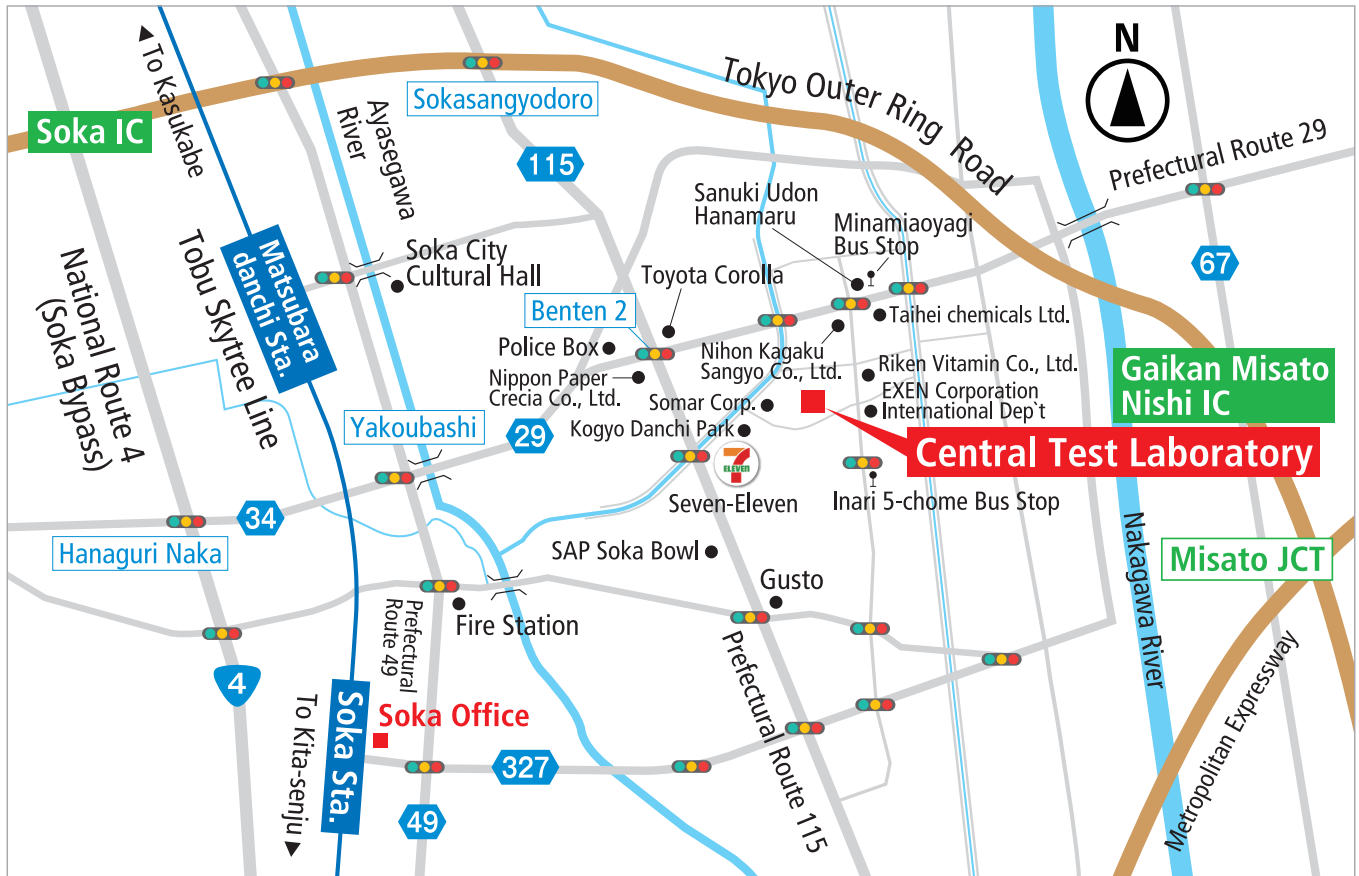 N
To Kasukabe
Soka IC
Sokasangyodoro
Ayasegawa
River
115
Tokyo Outer Ring Road
Prefectural Route 29
67
National Route 4
(Soka Bypass)
Tobu Skytree Line
Matsubara
danchi Sta.
Soka City
Cultural Hall
Sanuki Udon
Hanamaru
Minamiaoyagi
Bus Stop
Toyota Corolla
Benten 2
Police Box
Nippon Paper
Crecia Co., Ltd.
Nihon Kagaku
Sangyo Co., Ltd.
Taihei chemicals Ltd.
Riken Vitamin Co., Ltd.
EXEN Corporation
International Dep`t
Somar Corp.
Kogyo Danchi Park
Gaikan Misato
Nishi IC
Central Test Laboratory
Yakoubashi
29
34
Hanaguri Naka
7
ELEVEN
Seven-Eleven
Inari 5-chome Bus Stop
SAP Soka Bowl
Gusto
Nakagawa River
Misato JCT
Fire Station
Prefectural
Route 49
4
To Kita-senju
Soka Sta.
Soka Office
327
49
Prefectural Route 115
Metropolitan Expressway